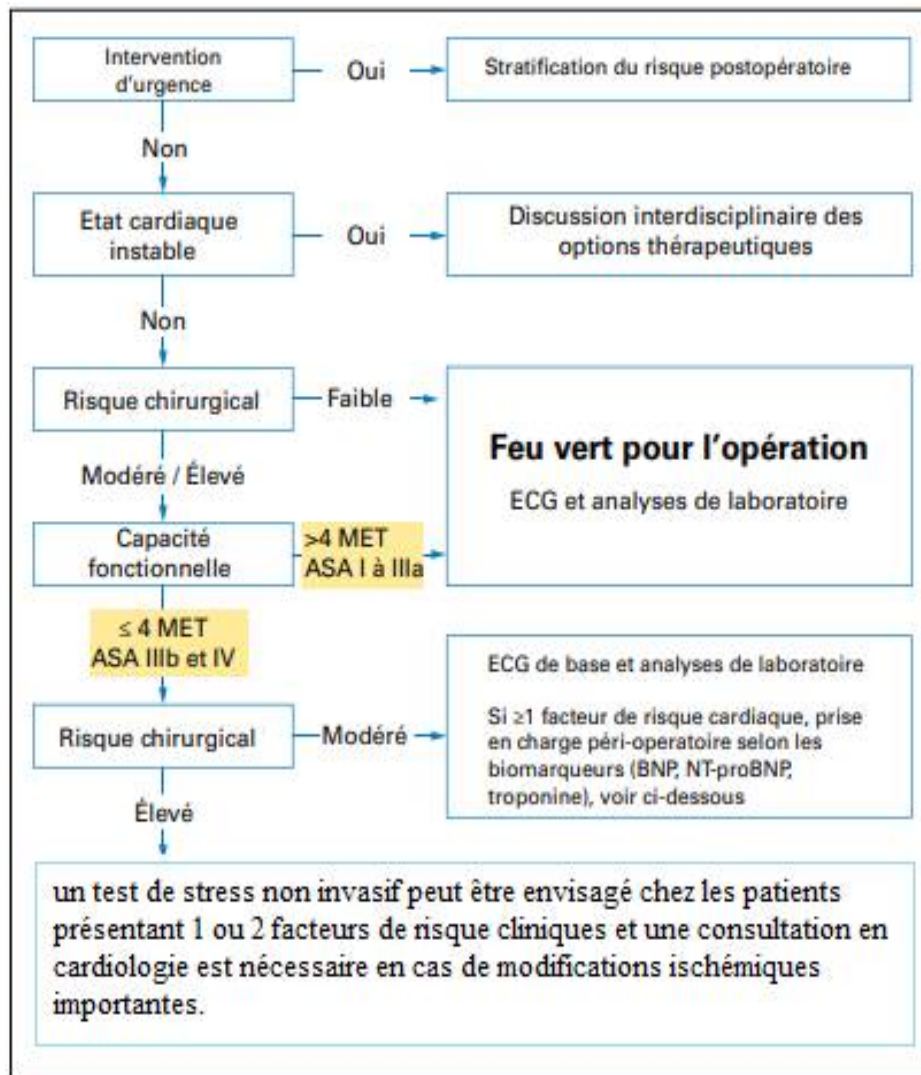 Intervention
d'urgence
Oui
Stratification du risque postopératoire
Non
Etat cardiaque
instable
Oui
Discussion interdisciplinaire des
options thérapeutiques
Non
Risque chirurgical
Faible
Feu vert pour l'opération
ECG et analyses de laboratoire
Modéré / Élevé
Capacité
fonctionnelle
>4 MET
ASA I à IIIa
≤ 4 MET
ASA IIIb et IV
Risque chirurgical
Modéré
ECG de base et analyses de laboratoire
Si ≥1 facteur de risque cardiaque, prise
en charge péri-operatoire selon les
biomarqueurs (BNP, NT-proBNP,
troponine), voir ci-dessous
Élevé
un test de stress non invasif peut être envisagé chez les patients
présentant 1 ou 2 facteurs de risque cliniques et une consultation en
cardiologie est nécessaire en cas de modifications ischémiques
importantes.